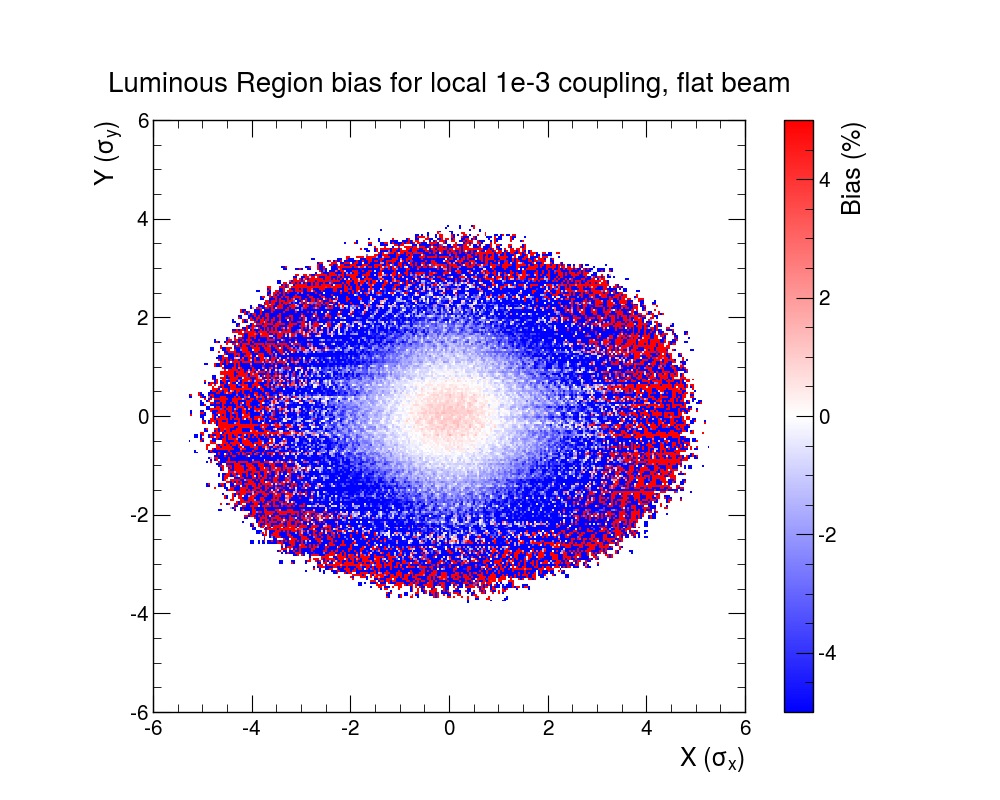 Luminous Region bias for local 1e-3 coupling, flat beam
Y (σy)
6
4
2
0
-2
-4
-6
-6 -4 -2 0 2 4 6
X (σx)
Bias (%)
4
2
0
-2
-4